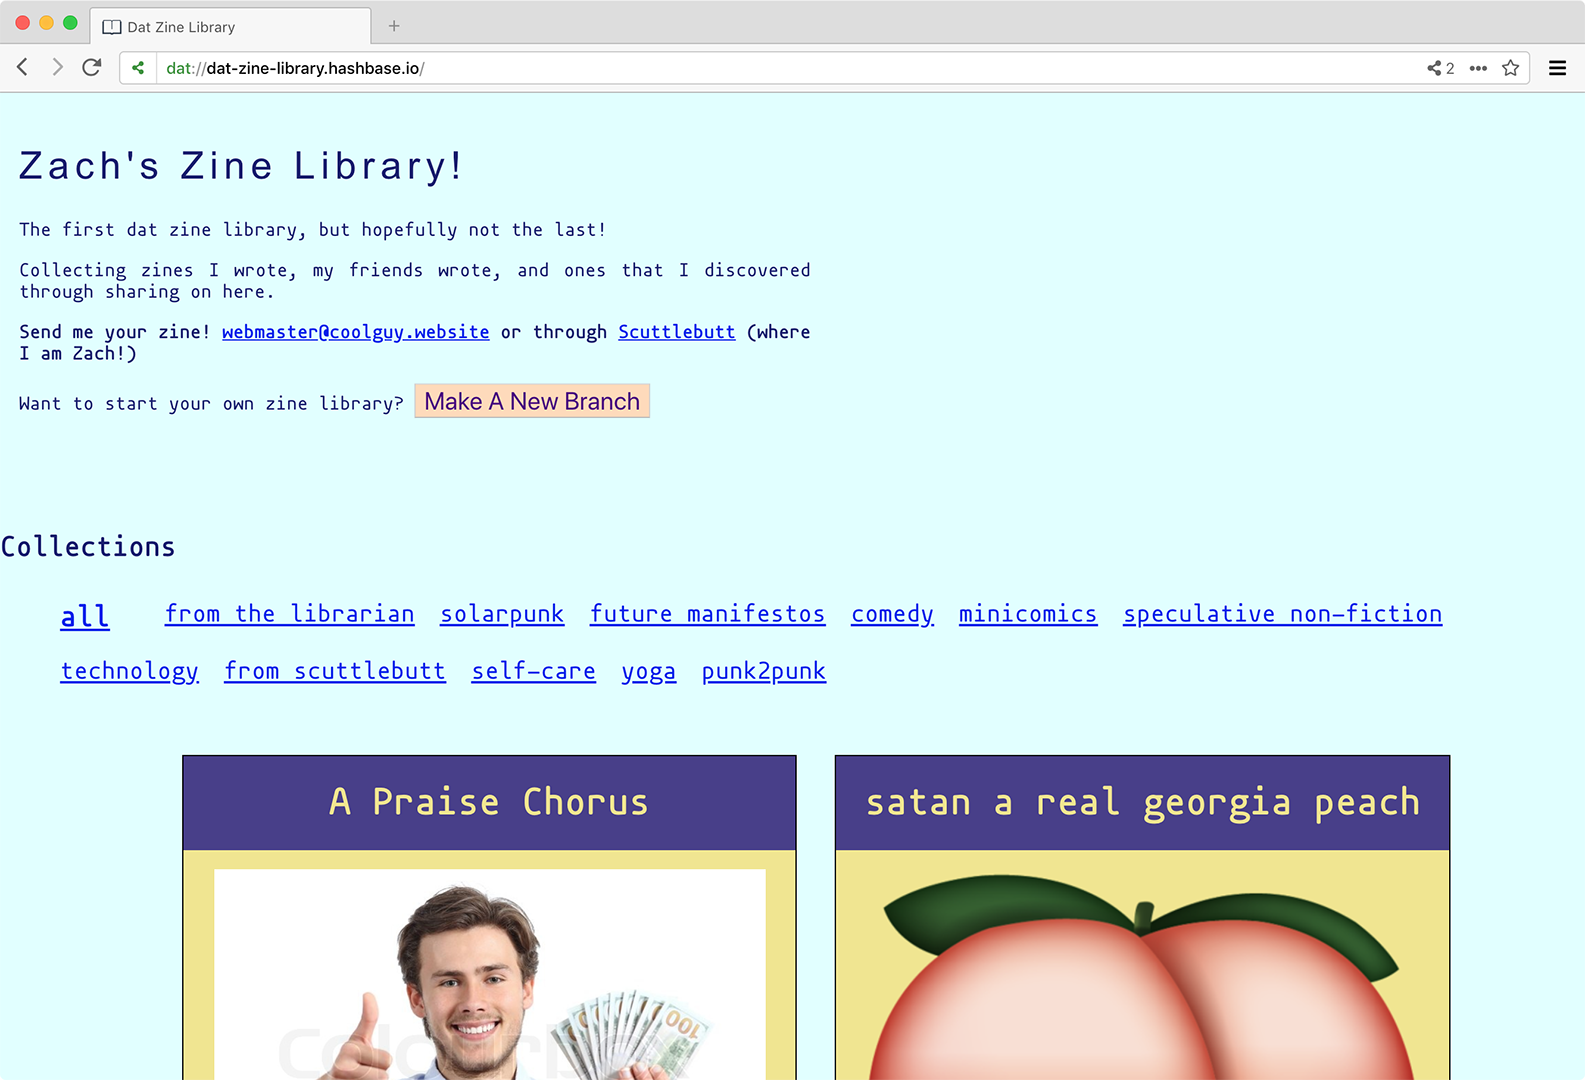 Dat Zine Library
dat://dat-zine-library.hashbase.io/
2
Zach's Zine Library!
The first dat zine library, but hopefully not the last!
Collecting zines I wrote, my friends wrote, and ones that I discovered
through sharing on here.
Send me your zine! webmaster@coolguy.website or through Scuttlebutt (where
I am Zach!)
Want to start your own zine library? Make A New Branch
Collections
all from the librarian solarpunk future manifestos comedy minicomics speculative non-fiction
technology from scuttlebutt self-care yoga punk2punk
A Praise Chorus
satan a real georgia peach
100